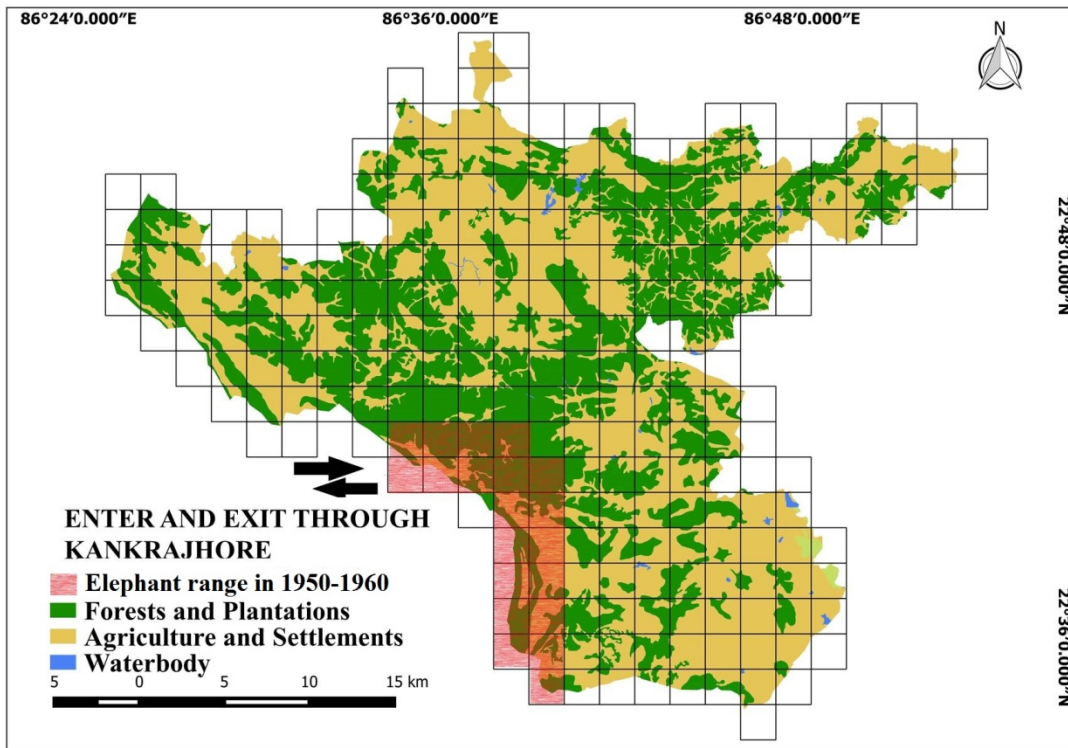 86°24′0.000″E 86°36′0.000″E 86°48′0.000″E
N
22°48′0.000″N
22°36′0.000″N
ENTER AND EXIT THROUGH
KANKRAJHORE
Elephant range in 1950-1960
Forests and Plantations
Agriculture and Settlements
Waterbody
5 0 5 10 15 km